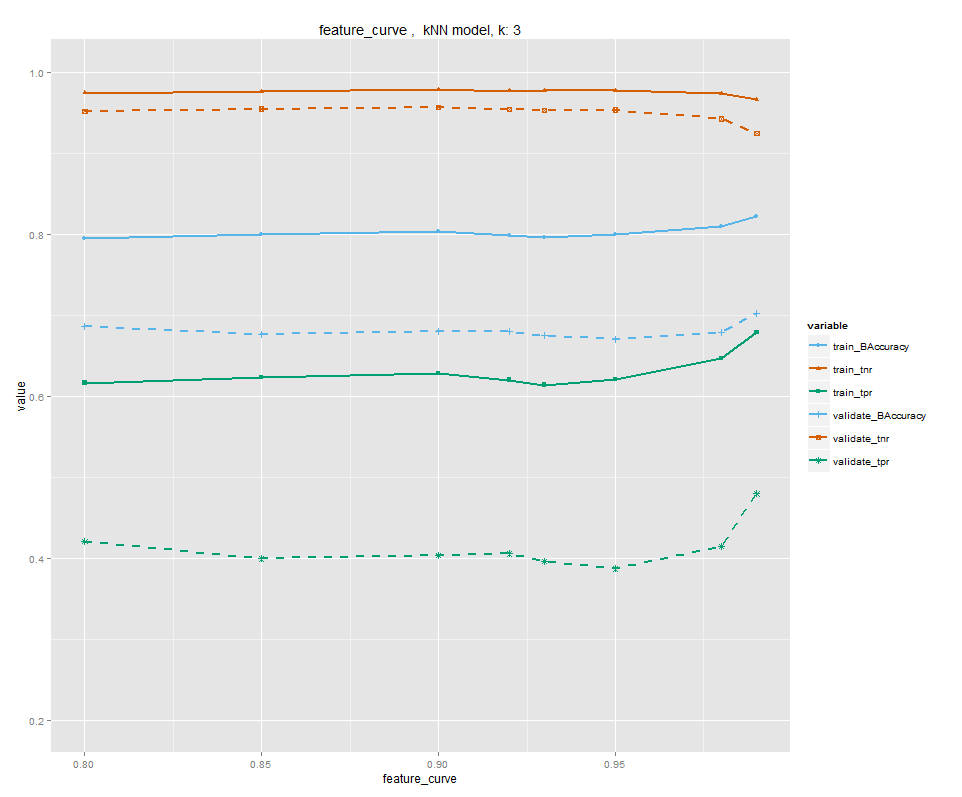 feature_curve ,  kNN model, k: 3
1.0
0.8
0.6
0.4
0.2
value
0.80
0.85
0.90
0.95
feature_curve
variable
train_BAccuracy
train_tnr
train_tpr
validate_BAccuracy
validate_tnr
validate_tpr